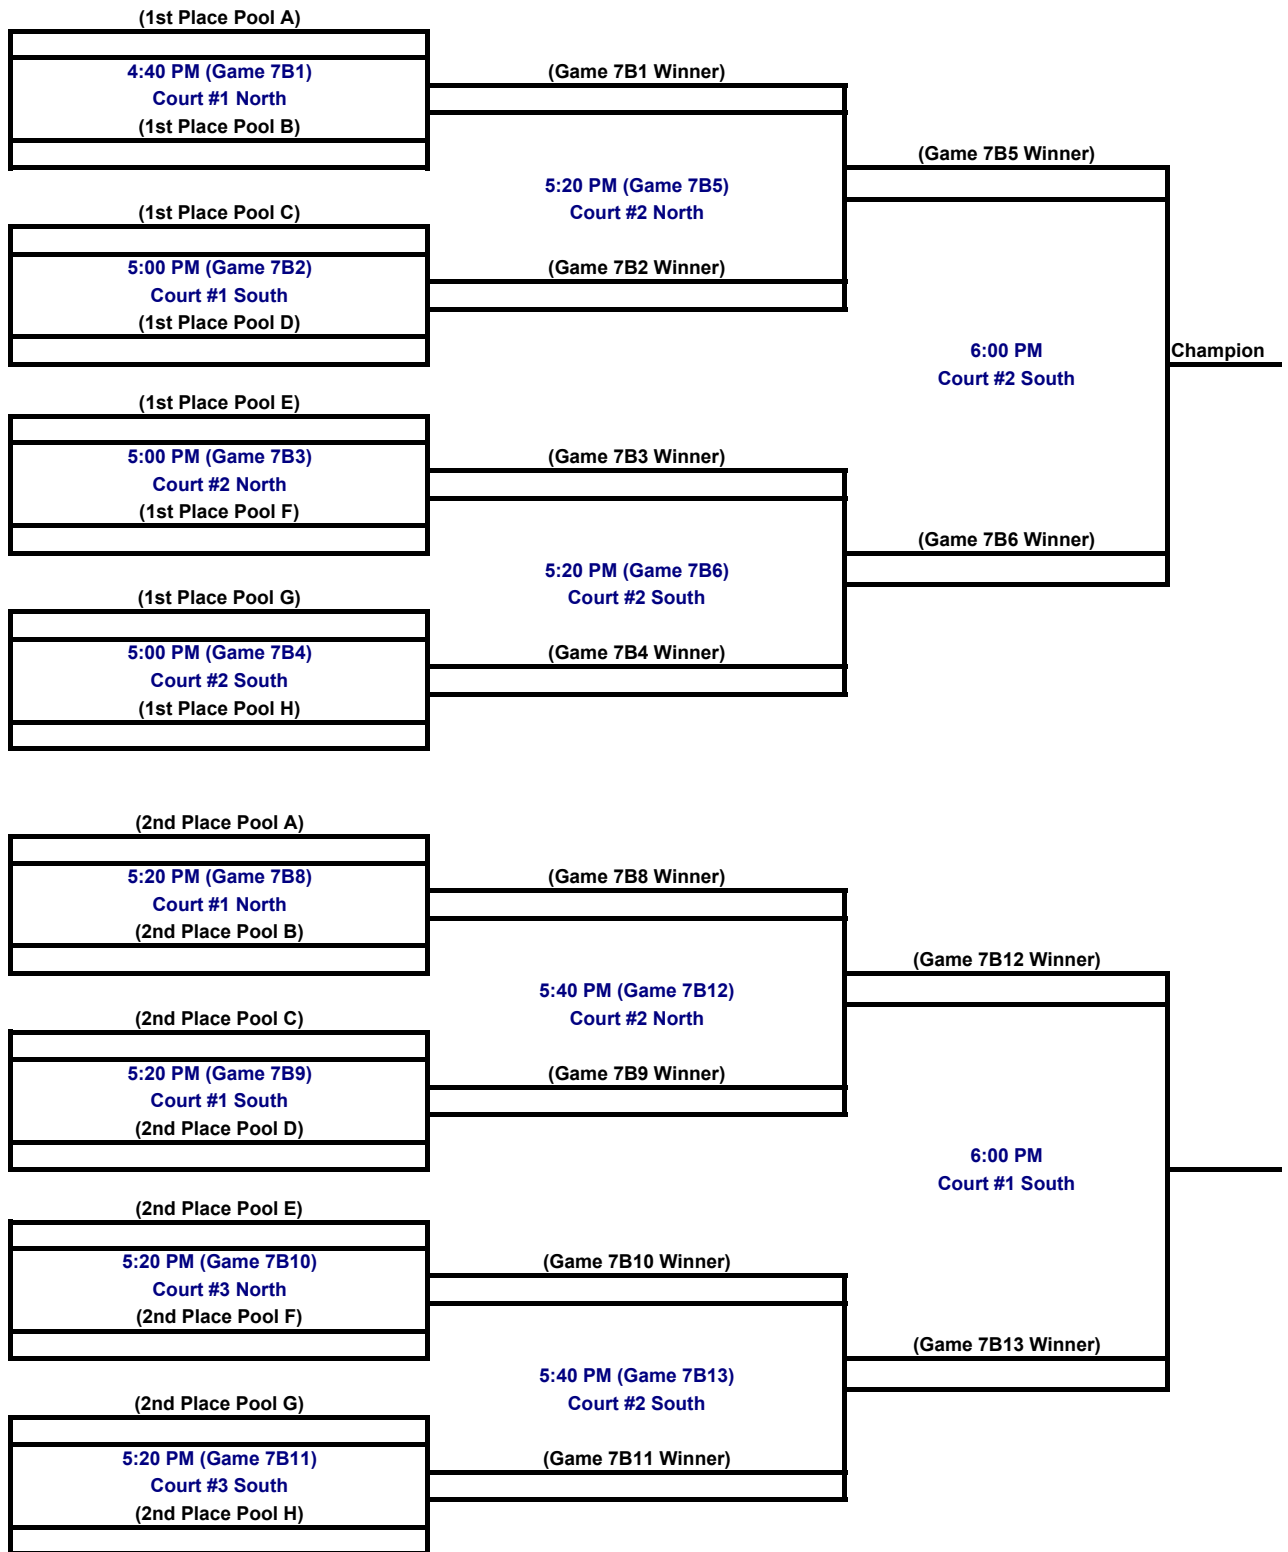 (1st Place Pool A)
4:40 PM (Game 7B1)
Court #1 North
(1st Place Pool B)
(Game 7B1 Winner)
(1st Place Pool C)
5:00 PM (Game 7B2)
Court #1 South
(1st Place Pool D)
5:20 PM (Game 7B5)
Court #2 North
(Game 7B2 Winner)
(Game 7B5 Winner)
(1st Place Pool E)
5:00 PM (Game 7B3)
Court #2 North
(1st Place Pool F)
(Game 7B3 Winner)
6:00 PM
Court #2 South
Champion
(1st Place Pool G)
5:00 PM (Game 7B4)
Court #2 South
(1st Place Pool H)
5:20 PM (Game 7B6)
Court #2 South
(Game 7B4 Winner)
(Game 7B6 Winner)
(2nd Place Pool A)
5:20 PM (Game 7B8)
Court #1 North
(2nd Place Pool B)
(Game 7B8 Winner)
(2nd Place Pool C)
5:20 PM (Game 7B9)
Court #1 South
(2nd Place Pool D)
5:40 PM (Game 7B12)
Court #2 North
(Game 7B9 Winner)
(Game 7B12 Winner)
(2nd Place Pool E)
5:20 PM (Game 7B10)
Court #3 North
(2nd Place Pool F)
(Game 7B10 Winner)
6:00 PM
Court #1 South
(2nd Place Pool G)
5:20 PM (Game 7B11)
Court #3 South
(2nd Place Pool H)
5:40 PM (Game 7B13)
Court #2 South
(Game 7B11 Winner)
(Game 7B13 Winner)